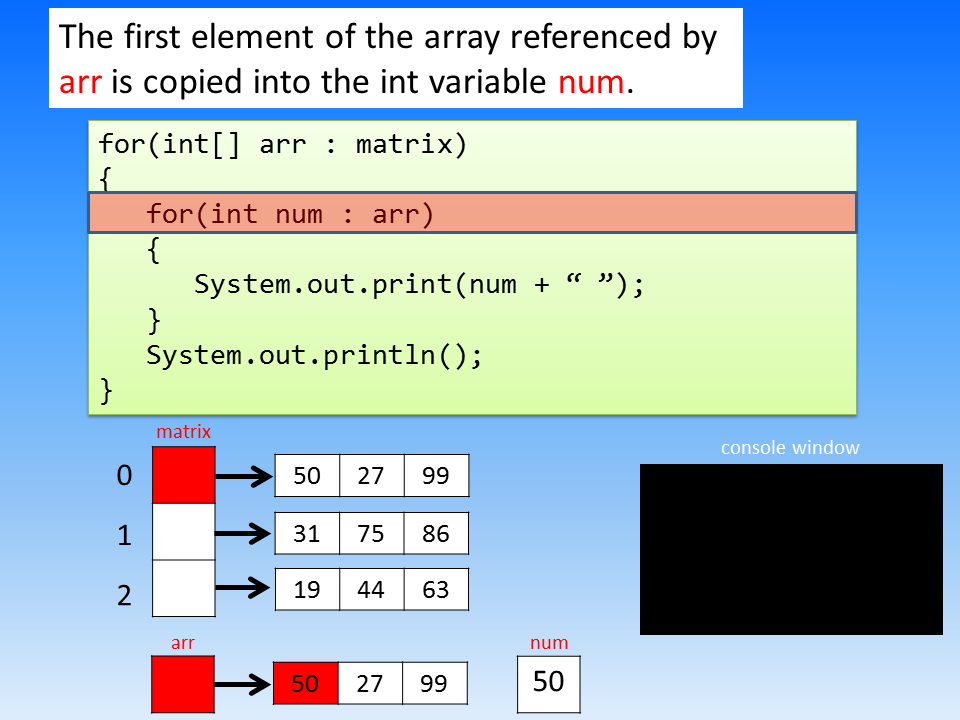 The first element of the array referenced by
arr is copied into the int variable num.
for(int[] arr : matrix)
{
   for(int num : arr)
   {
      System.out.print(num + “ ”);
   }
   System.out.println();
}
matrix
console window
0 50 27 99
1 31 75 86
2 19 44 63
arr num
50 27 99 50